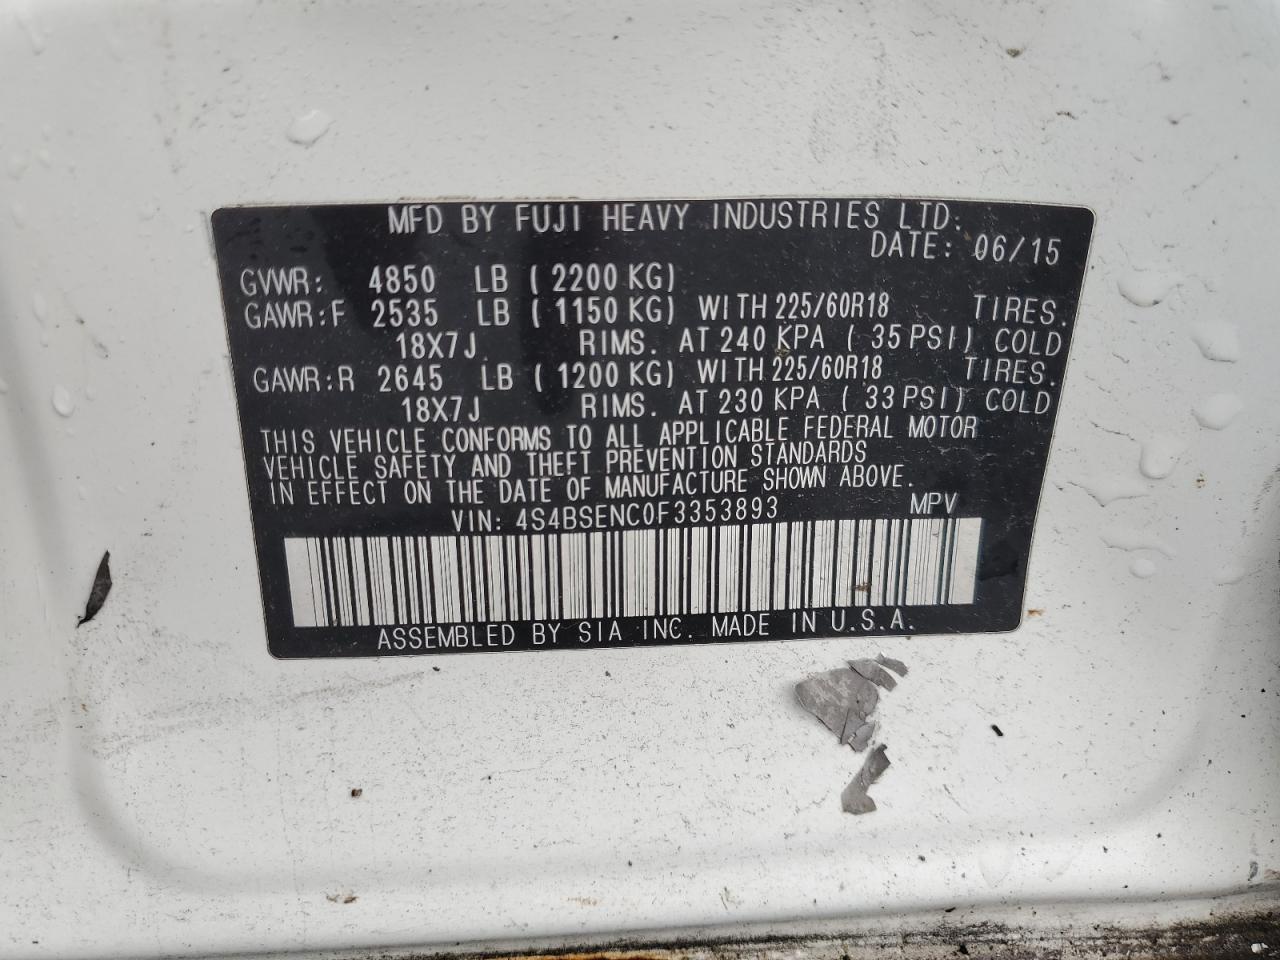 MFD BY FUJI HEAVY INDUSTRIES LTD.
DATE: 06/15
GVWR: 4850 LB ( 2200 KG)
GAWR:F 2535 LB ( 1150 KG) WITH 225/60R18 TIRES.
18X7J RIMS. AT 240 KPA ( 35 PSI) COLD
GAWR:R 2645 LB ( 1200 KG) WITH 225/60R18 TIRES.
18X7J RIMS. AT 230 KPA ( 33 PSI) COLD
THIS VEHICLE CONFORMS TO ALL APPLICABLE FEDERAL MOTOR
VEHICLE SAFETY AND THEFT PREVENTION STANDARDS
IN EFFECT ON THE DATE OF MANUFACTURE SHOWN ABOVE.
VIN: 4S4BSENC0F3353893 MPV
ASSEMBLED BY SIA INC. MADE IN U.S.A.